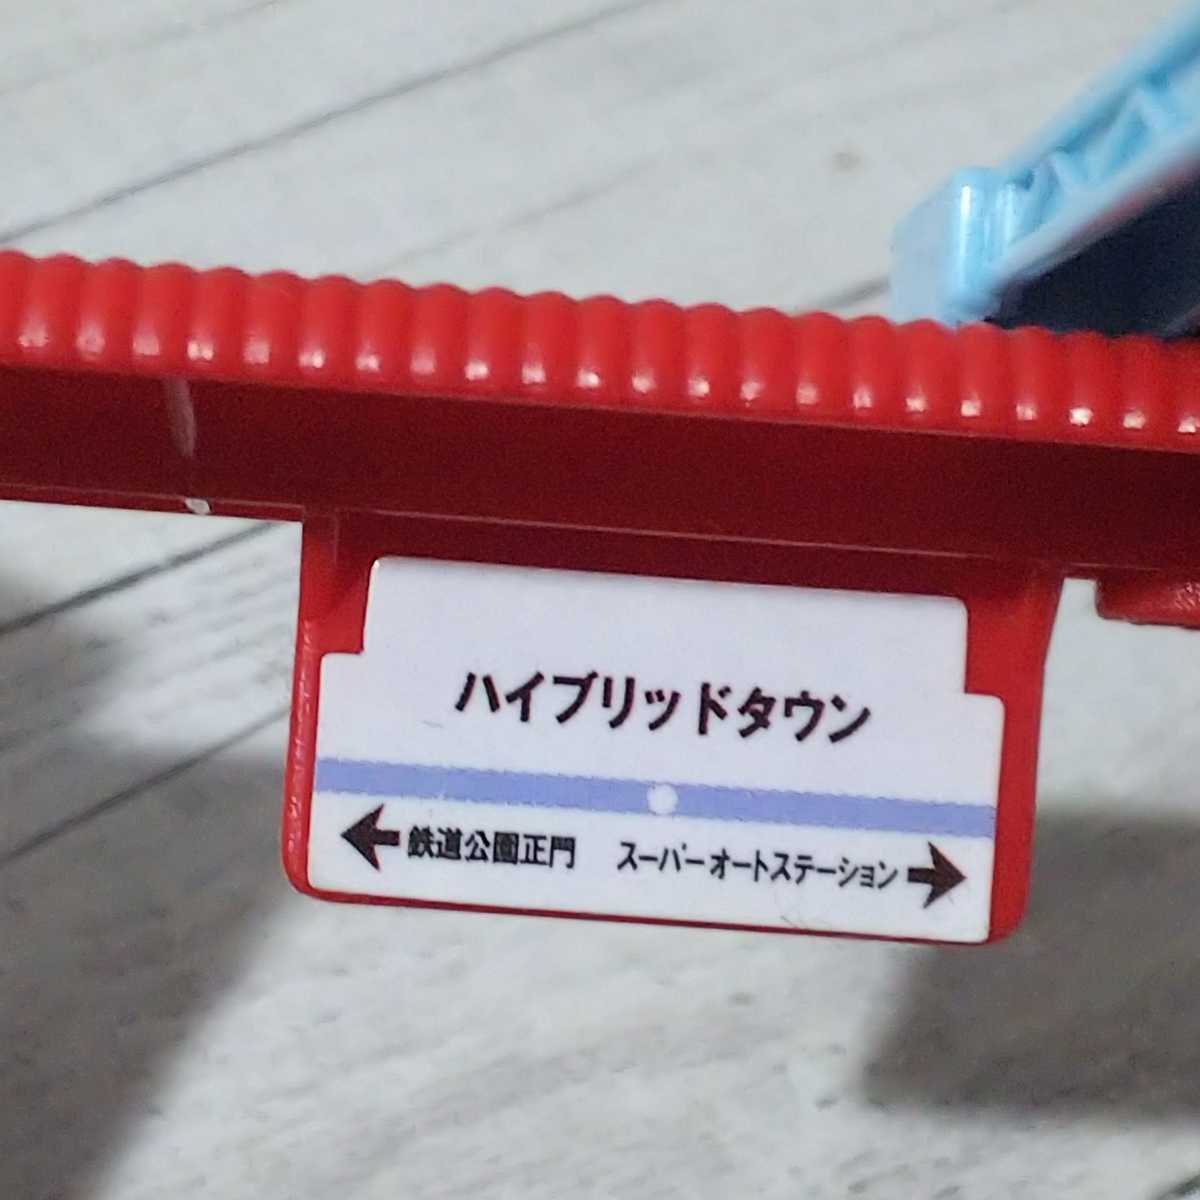 ハイブリッドタウン
鉄道公園正門 スーパーオートステーション